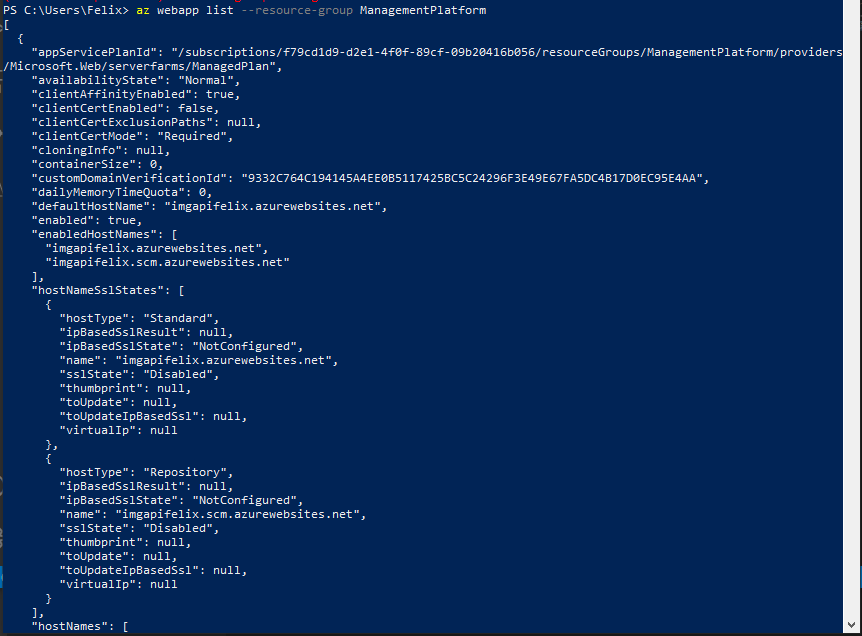 PS C:\Users\Felix> az webapp list --resource-group ManagementPlatform
[
  {
    "appServicePlanId": "/subscriptions/f79cd1d9-d2e1-4f0f-89cf-09b20416b056/resourceGroups/ManagementPlatform/providers
/Microsoft.Web/serverfarms/ManagedPlan",
    "availabilityState": "Normal",
    "clientAffinityEnabled": true,
    "clientCertEnabled": false,
    "clientCertExclusionPaths": null,
    "clientCertMode": "Required",
    "cloningInfo": null,
    "containerSize": 0,
    "customDomainVerificationId": "9332C764C194145A4EE0B5117425BC5C24296F3E49E67FA5DC4B17D0EC95E4AA",
    "dailyMemoryTimeQuota": 0,
    "defaultHostName": "imgapifelix.azurewebsites.net",
    "enabled": true,
    "enabledHostNames": [
      "imgapifelix.azurewebsites.net",
      "imgapifelix.scm.azurewebsites.net"
    ],
    "hostNameSslStates": [
      {
        "hostType": "Standard",
        "ipBasedSslResult": null,
        "ipBasedSslState": "NotConfigured",
        "name": "imgapifelix.azurewebsites.net",
        "sslState": "Disabled",
        "thumbprint": null,
        "toUpdate": null,
        "toUpdateIpBasedSsl": null,
        "virtualIp": null
      },
      {
        "hostType": "Repository",
        "ipBasedSslResult": null,
        "ipBasedSslState": "NotConfigured",
        "name": "imgapifelix.scm.azurewebsites.net",
        "sslState": "Disabled",
        "thumbprint": null,
        "toUpdate": null,
        "toUpdateIpBasedSsl": null,
        "virtualIp": null
      }
    ],
    "hostNames": [